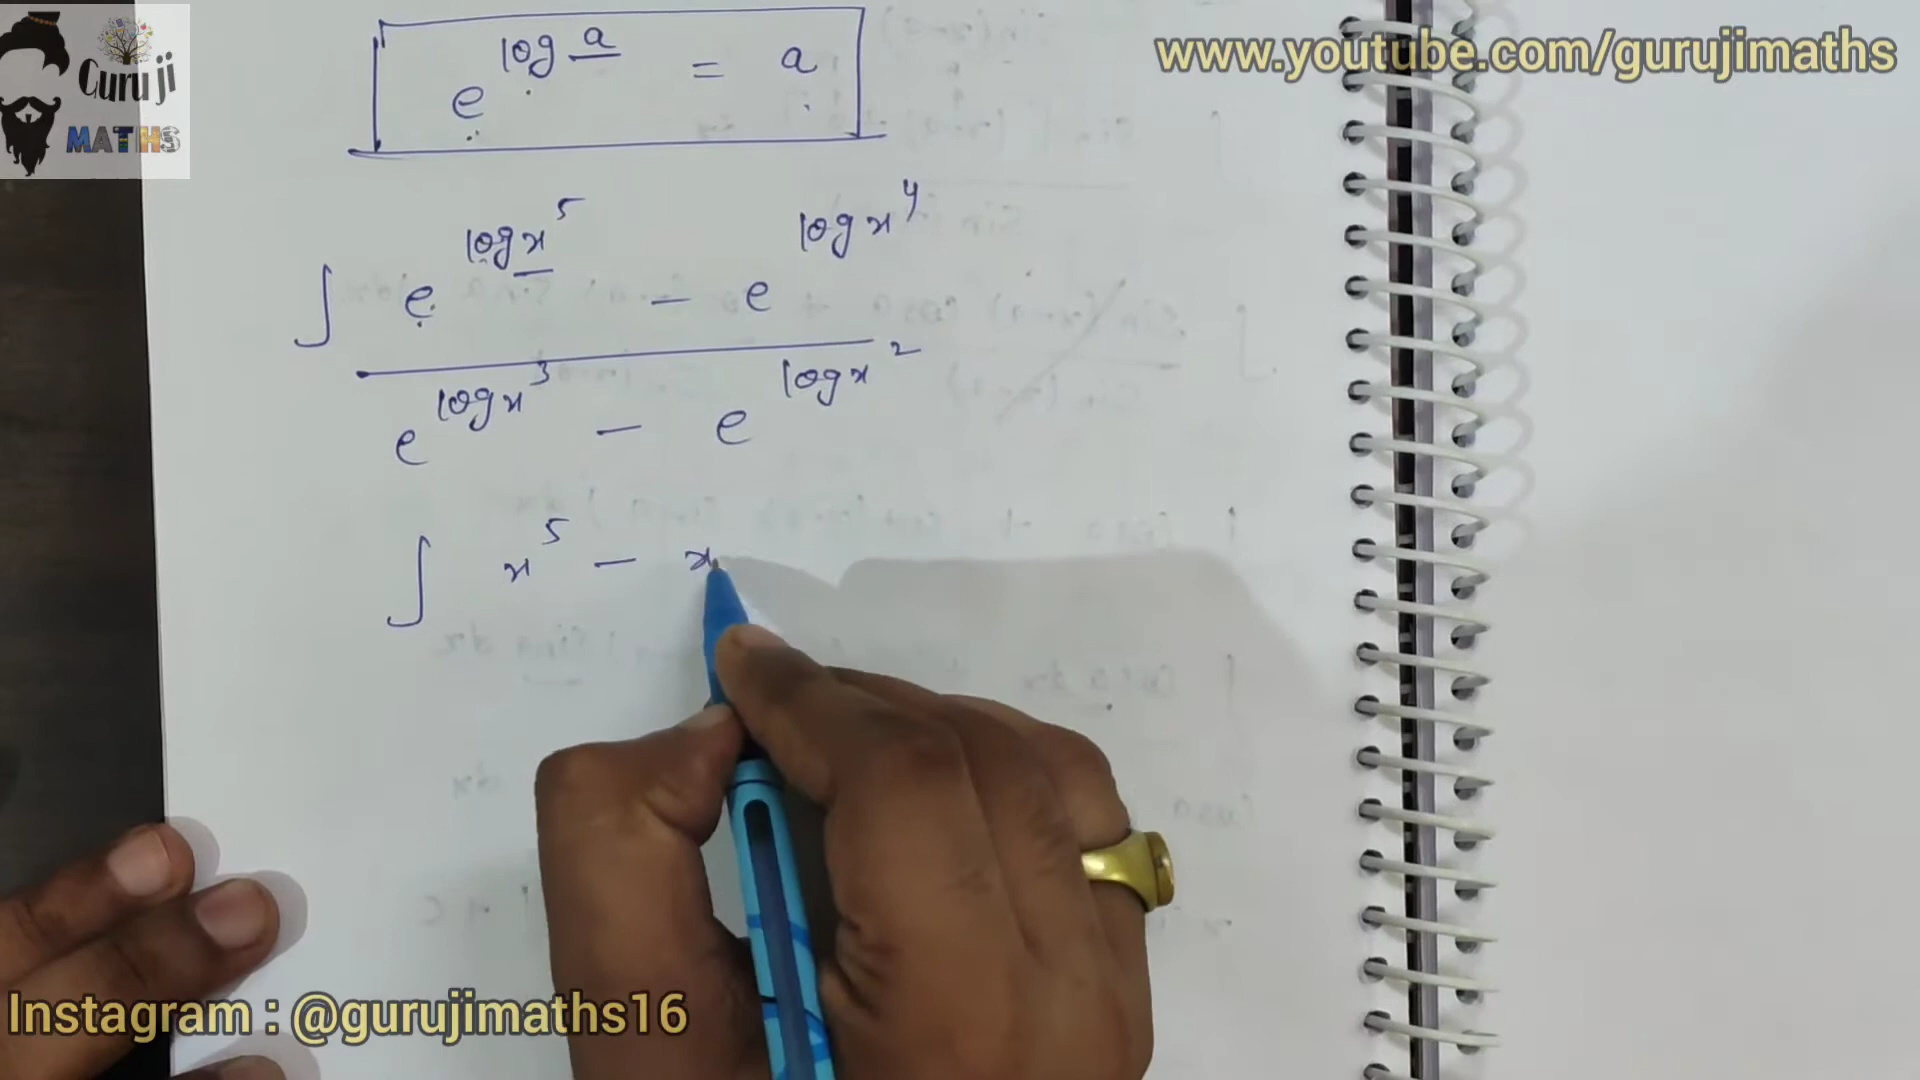 Guru ji
MATHS
www.youtube.com/gurujimaths
e^{log a} = a
∫ (e^{log x^5} - e^{log x^4}) / (e^{log x^3} - e^{log x^2})
∫ x^5 - x
Instagram : @gurujimaths16